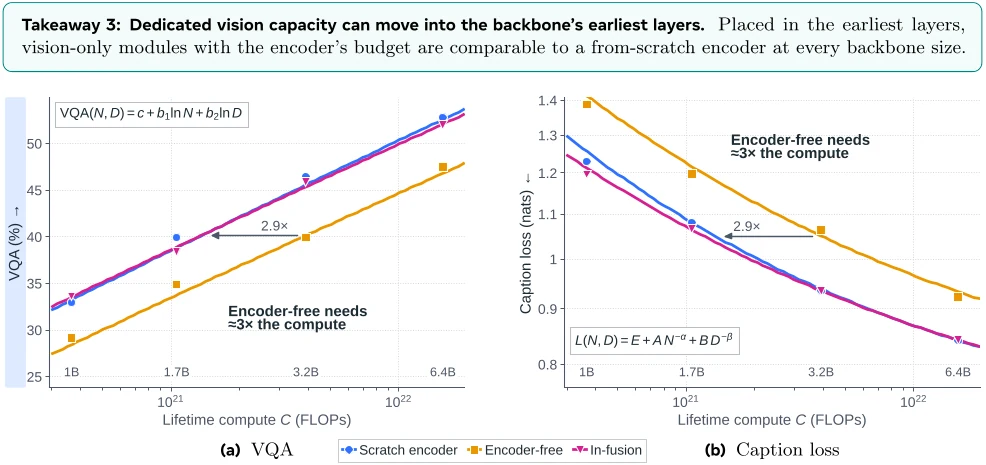 Takeaway 3: Dedicated vision capacity can move into the backbone's earliest layers. Placed in the earliest layers,
vision-only modules with the encoder's budget are comparable to a from-scratch encoder at every backbone size.
VQA (%) →
50
45
40
35
30
25
VQA(N, D) = c + b₁ln N + b₂ln D
2.9×
Encoder-free needs
≈3× the compute
1B
1.7B
3.2B
6.4B
10²¹
10²²
Lifetime compute C (FLOPs)
(a) VQA
Caption loss (nats) ←
1.4
1.3
1.2
1.1
1
0.9
0.8
Encoder-free needs
≈3× the compute
2.9×
L(N, D) = E + A N⁻ᵅ + B D⁻ᵝ
1B
1.7B
3.2B
6.4B
10²¹
10²²
Lifetime compute C (FLOPs)
(b) Caption loss
Scratch encoder
Encoder-free
In-fusion